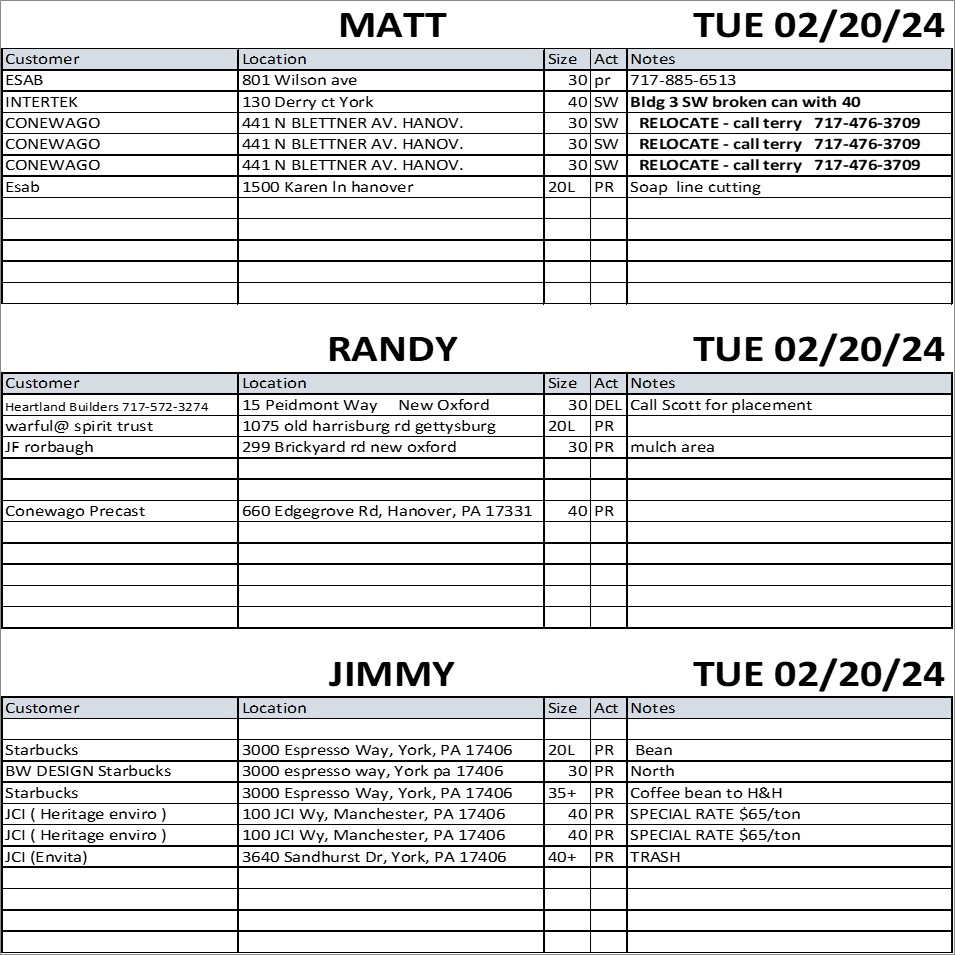 MATT TUE 02/20/24
Customer Location Size Act Notes
ESAB 801 Wilson ave 30 pr 717-885-6513
INTERTEK 130 Derry ct York 40 SW Bldg 3 SW broken can with 40
CONEWAGO 441 N BLETTNER AV. HANOV. 30 SW RELOCATE - call terry 717-476-3709
CONEWAGO 441 N BLETTNER AV. HANOV. 30 SW RELOCATE - call terry 717-476-3709
CONEWAGO 441 N BLETTNER AV. HANOV. 30 SW RELOCATE - call terry 717-476-3709
Esab 1500 Karen ln hanover 20L PR Soap line cutting
RANDY TUE 02/20/24
Customer Location Size Act Notes
Heartland Builders 717-572-3274 15 Peidmont Way New Oxford 30 DEL Call Scott for placement
warful@ spirit trust 1075 old harrisburg rd gettysburg 20L PR
JF rorbaugh 299 Brickyard rd new oxford 30 PR mulch area
Conewago Precast 660 Edgegrove Rd, Hanover, PA 17331 40 PR
JIMMY TUE 02/20/24
Customer Location Size Act Notes
Starbucks 3000 Espresso Way, York, PA 17406 20L PR Bean
BW DESIGN Starbucks 3000 espresso way, York pa 17406 30 PR North
Starbucks 3000 Espresso Way, York, PA 17406 35+ PR Coffee bean to H&H
JCI ( Heritage enviro ) 100 JCI Wy, Manchester, PA 17406 40 PR SPECIAL RATE $65/ton
JCI ( Heritage enviro ) 100 JCI Wy, Manchester, PA 17406 40 PR SPECIAL RATE $65/ton
JCI (Envita) 3640 Sandhurst Dr, York, PA 17406 40+ PR TRASH